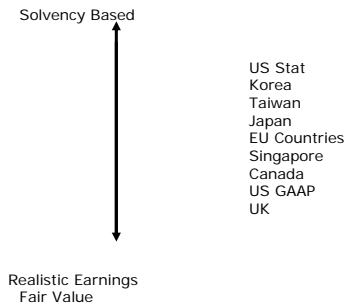 Solvency Based
US Stat
Korea
Taiwan
Japan
EU Countries
Singapore
Canada
US GAAP
UK
Realistic Earnings
Fair Value